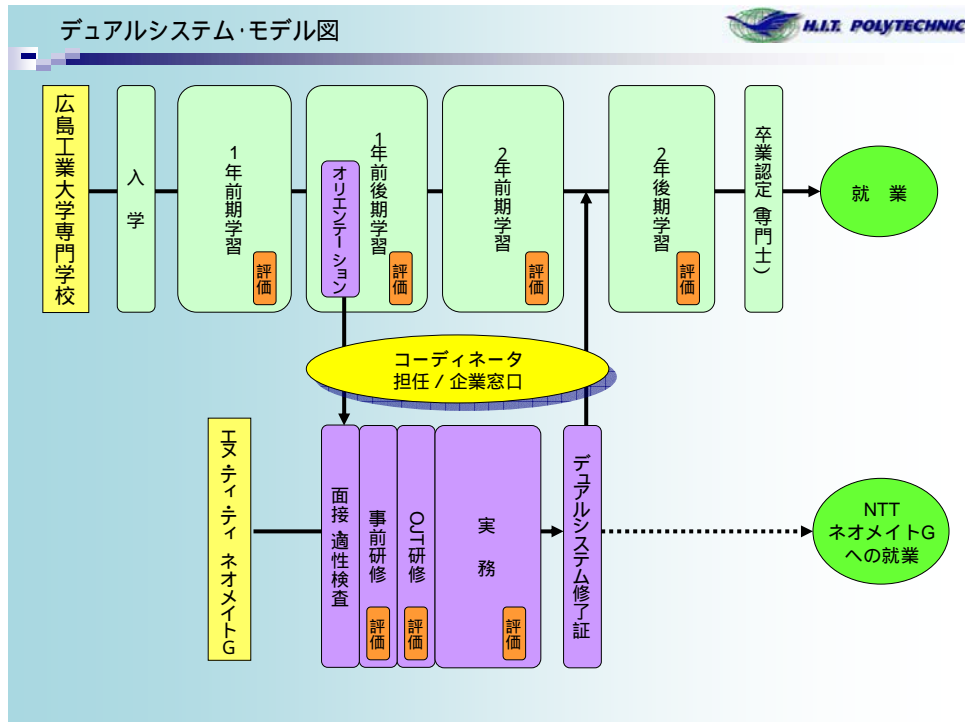 デュアルシステム・モデル図
H.I.T. POLYTECHNIC
広島工業大学専門学校
入学
1年前期学習
評価
1年前後期学習
オリエンテーション
評価
2年前期学習
2年後期学習
評価
卒業認定(専門士)
就 業
コーディネータ
担任 / 企業窓口
エヌ・ティ・ティ ネオメイトG
面接・適性検査
事前研修
評価
OJT研修
評価
実務
評価
デュアルシステム修了証
NTT
ネオメイトG
への就業